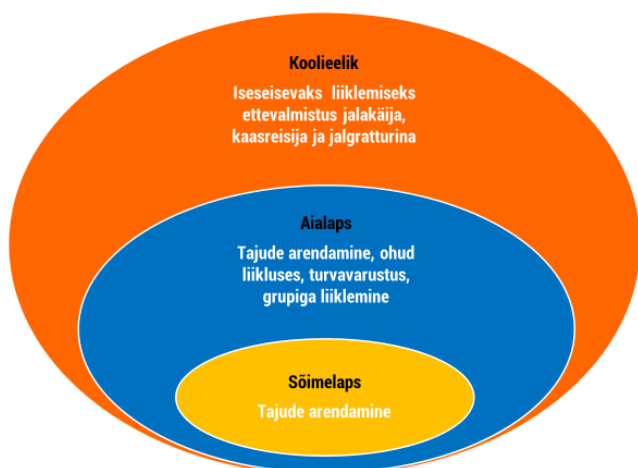 Koolieelik
Iseseisevaks liiklemiseks
ettevalmistus jalakäija,
kaasreisija ja jalgratturina
Aialaps
Tajude arendamine, ohud
liikluses, turvavarustus,
grupiga liiklemine
Sõimelaps
Tajude arendamine